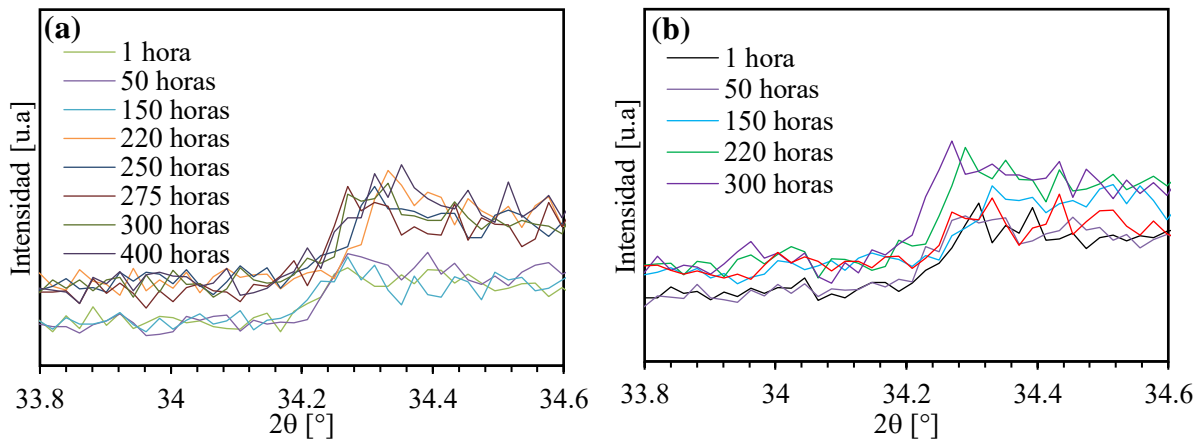 (a)
1 hora
50 horas
150 horas
220 horas
250 horas
275 horas
300 horas
400 horas
Intensidad [u.a]
33.8 34 34.2 34.4 34.6
2θ [°]
(b)
1 hora
50 horas
150 horas
220 horas
300 horas
Intensidad [u.a]
33.8 34 34.2 34.4 34.6
2θ [°]